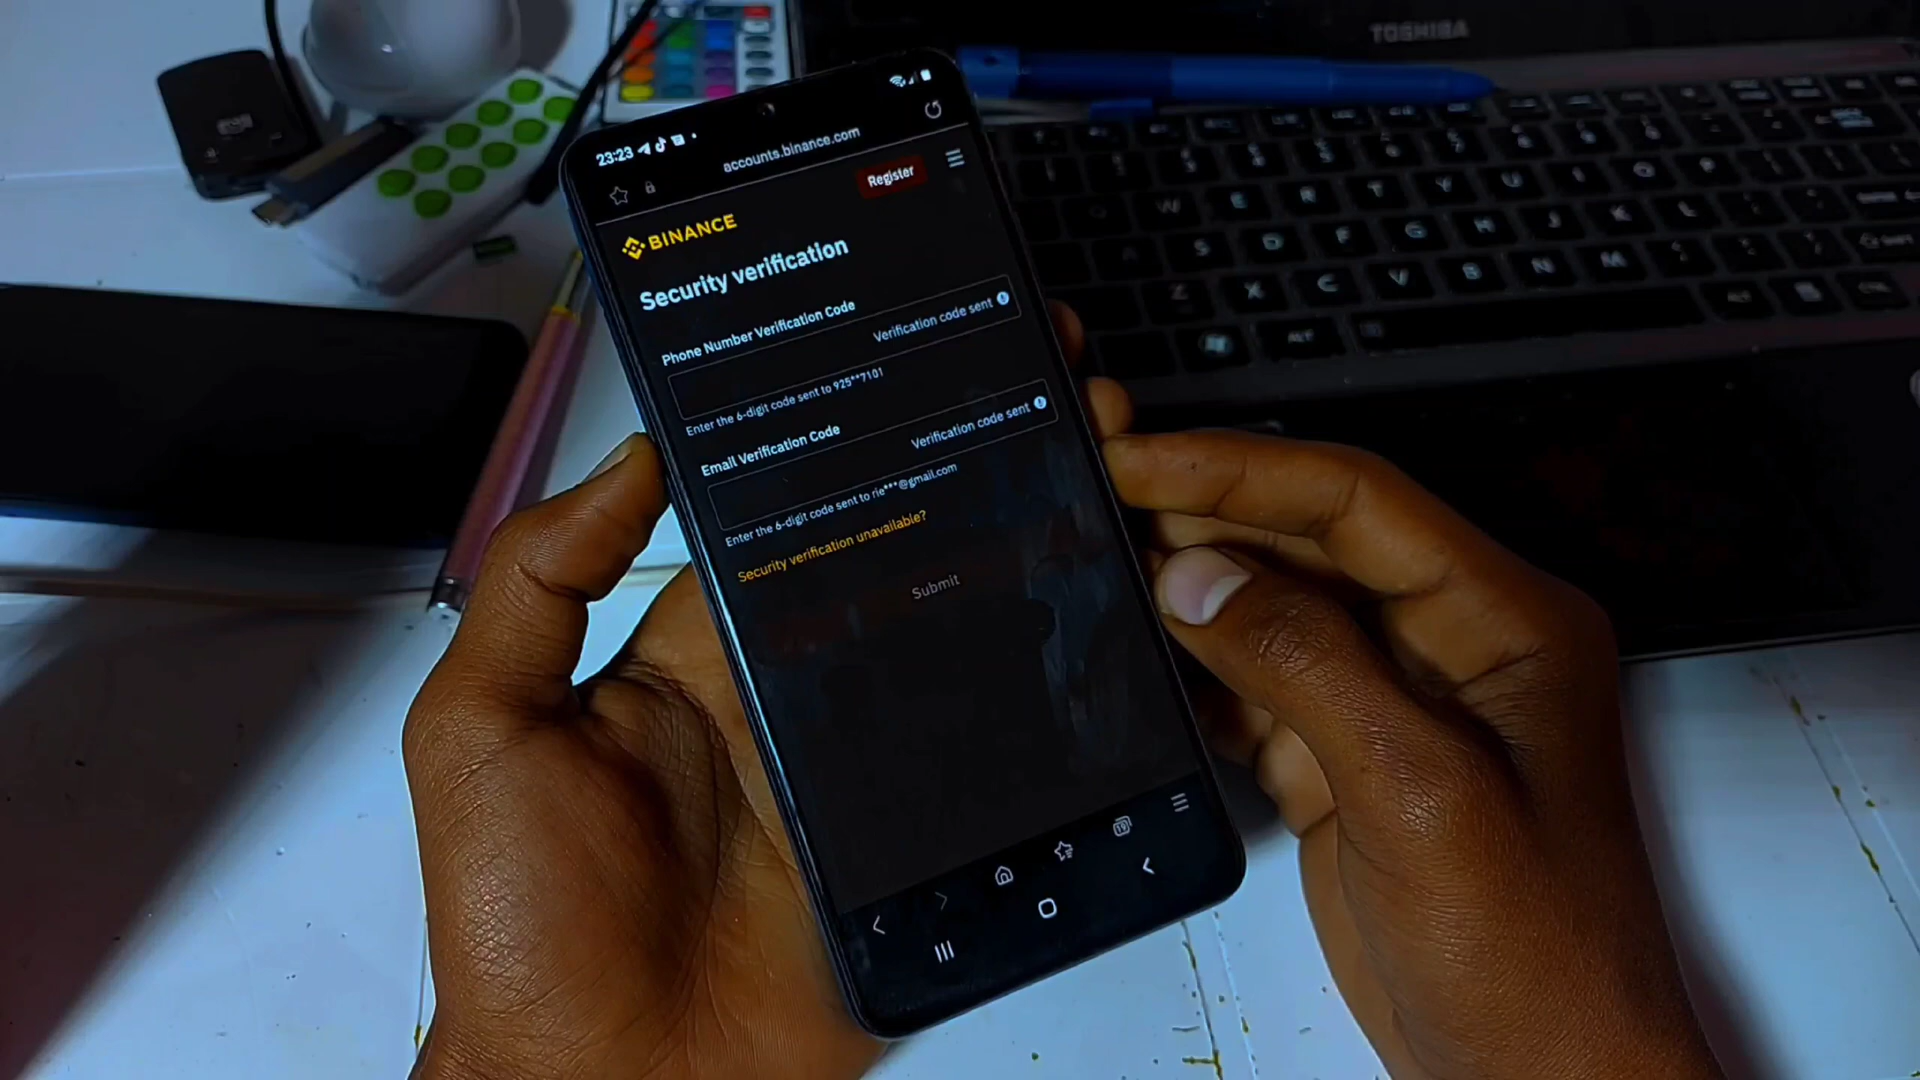 TOSHIBA
23:23
accounts.binance.com
Register
BINANCE
Security verification
Phone Number Verification Code
Verification code sent
Enter the 6-digit code sent to 925**7101
Email Verification Code
Verification code sent
Enter the 6-digit code sent to rie***@gmail.com
Security verification unavailable?
Submit
19
W E R T Y U I O P
S D F G H J K L
Z X C V B N M
ALT